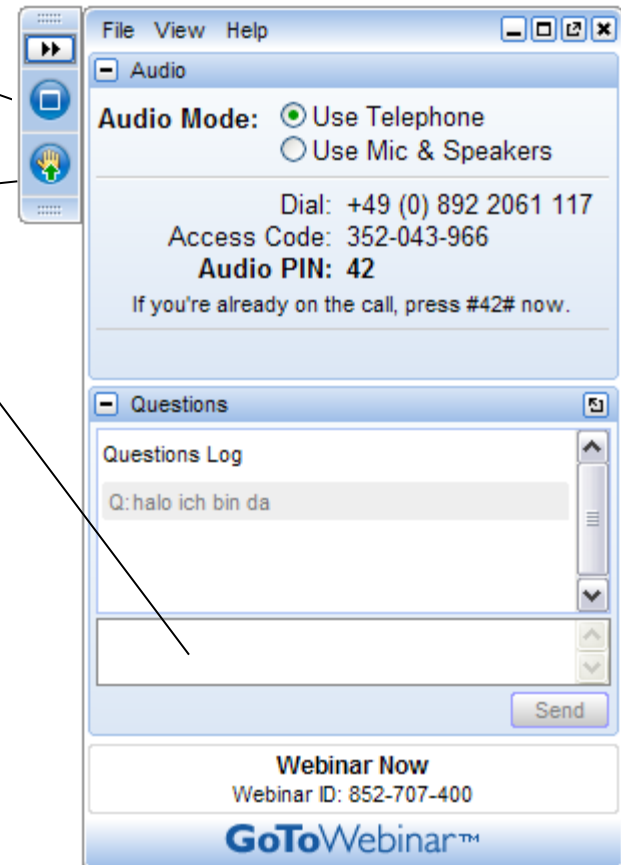 File View Help
Audio
Audio Mode: Use Telephone
Use Mic & Speakers
Dial: +49 (0) 892 2061 117
Access Code: 352-043-966
Audio PIN: 42
If you're already on the call, press #42# now.
Questions
Questions Log
Q: halo ich bin da
Send
Webinar Now
Webinar ID: 852-707-400
GoToWebinar™